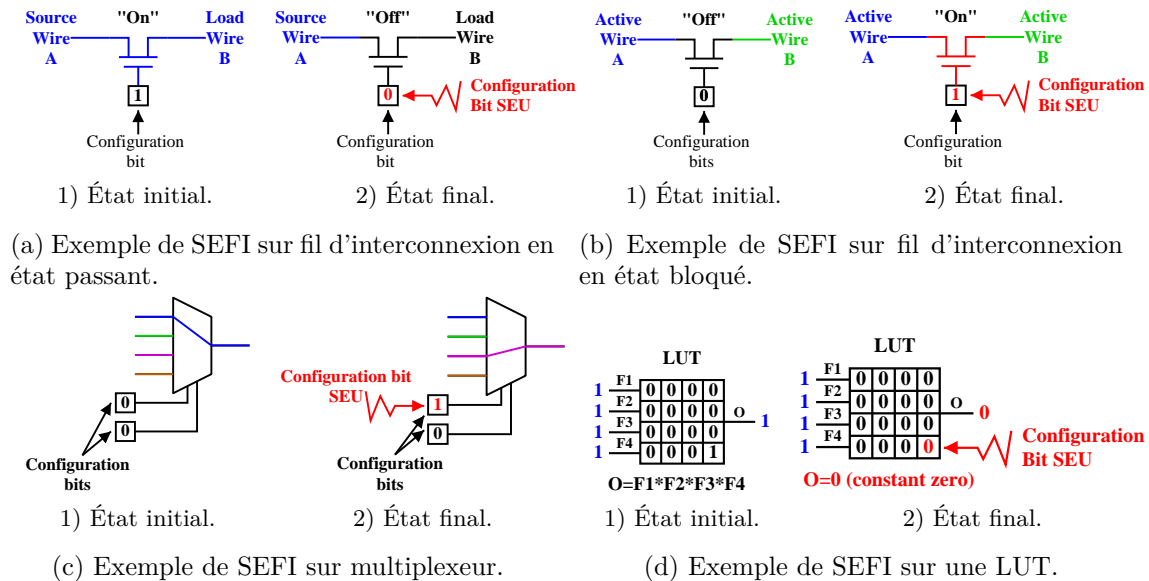 Source "On" Load
Wire Wire
A B
1
Configuration
bit
1) État initial.
Source "Off" Load
Wire Wire
A B
0
Configuration
Bit SEU
Configuration
bit
2) État final.
(a) Exemple de SEFI sur fil d'interconnexion en
état passant.
Active "Off" Active
Wire Wire
A B
0
Configuration
bits
1) État initial.
Active "On" Active
Wire Wire
A B
1
Configuration
Bit SEU
Configuration
bit
2) État final.
(b) Exemple de SEFI sur fil d'interconnexion
en état bloqué.
0
0
Configuration
bits
1) État initial.
Configuration bit
SEU
1
0
Configuration
bits
2) État final.
(c) Exemple de SEFI sur multiplexeur.
LUT
1 F1 0 0 0 0
1 F2 0 0 0 0
1 F3 0 0 0 0
1 F4 0 0 0 1
O 1
O=F1*F2*F3*F4
1) État initial.
LUT
1 F1 0 0 0 0
1 F2 0 0 0 0
1 F3 0 0 0 0
1 F4 0 0 0 0
O 0
Configuration
Bit SEU
O=0 (constant zero)
2) État final.
(d) Exemple de SEFI sur une LUT.